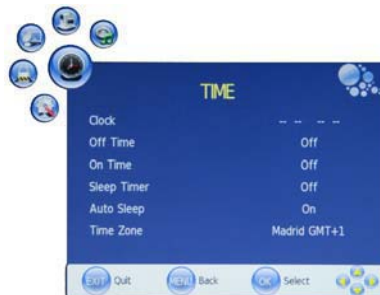 TIME
Clock -- -- -- --
Off Time Off
On Time Off
Sleep Timer Off
Auto Sleep On
Time Zone Madrid GMT+1
EXIT Quit MENU Back OK Select